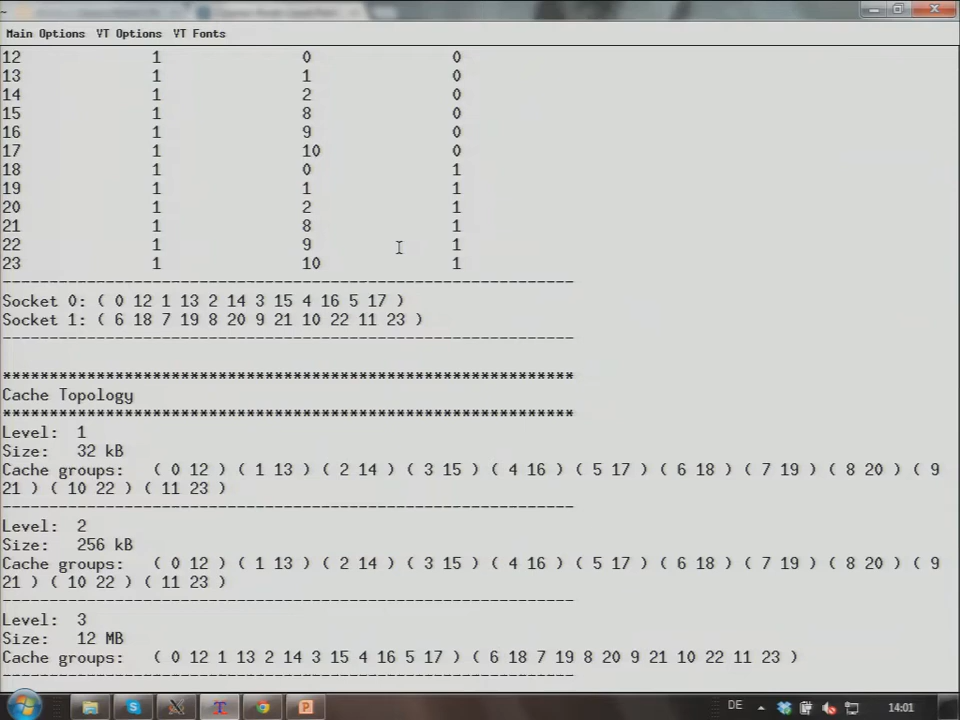 Main Options VT Options VT Fonts
12 1 0 0
13 1 1 0
14 1 2 0
15 1 8 0
16 1 9 0
17 1 10 0
18 1 0 1
19 1 1 1
20 1 2 1
21 1 8 1
22 1 9 1
23 1 10 1
-------------------------------------------------------------
Socket 0: ( 0 12 1 13 2 14 3 15 4 16 5 17 )
Socket 1: ( 6 18 7 19 8 20 9 21 10 22 11 23 )
-------------------------------------------------------------
*************************************************************
Cache Topology
*************************************************************
Level: 1
Size: 32 kB
Cache groups: ( 0 12 ) ( 1 13 ) ( 2 14 ) ( 3 15 ) ( 4 16 ) ( 5 17 ) ( 6 18 ) ( 7 19 ) ( 8 20 ) ( 9
21 ) ( 10 22 ) ( 11 23 )
-------------------------------------------------------------
Level: 2
Size: 256 kB
Cache groups: ( 0 12 ) ( 1 13 ) ( 2 14 ) ( 3 15 ) ( 4 16 ) ( 5 17 ) ( 6 18 ) ( 7 19 ) ( 8 20 ) ( 9
21 ) ( 10 22 ) ( 11 23 )
-------------------------------------------------------------
Level: 3
Size: 12 MB
Cache groups: ( 0 12 1 13 2 14 3 15 4 16 5 17 ) ( 6 18 7 19 8 20 9 21 10 22 11 23 )
-------------------------------------------------------------
DE 14:01